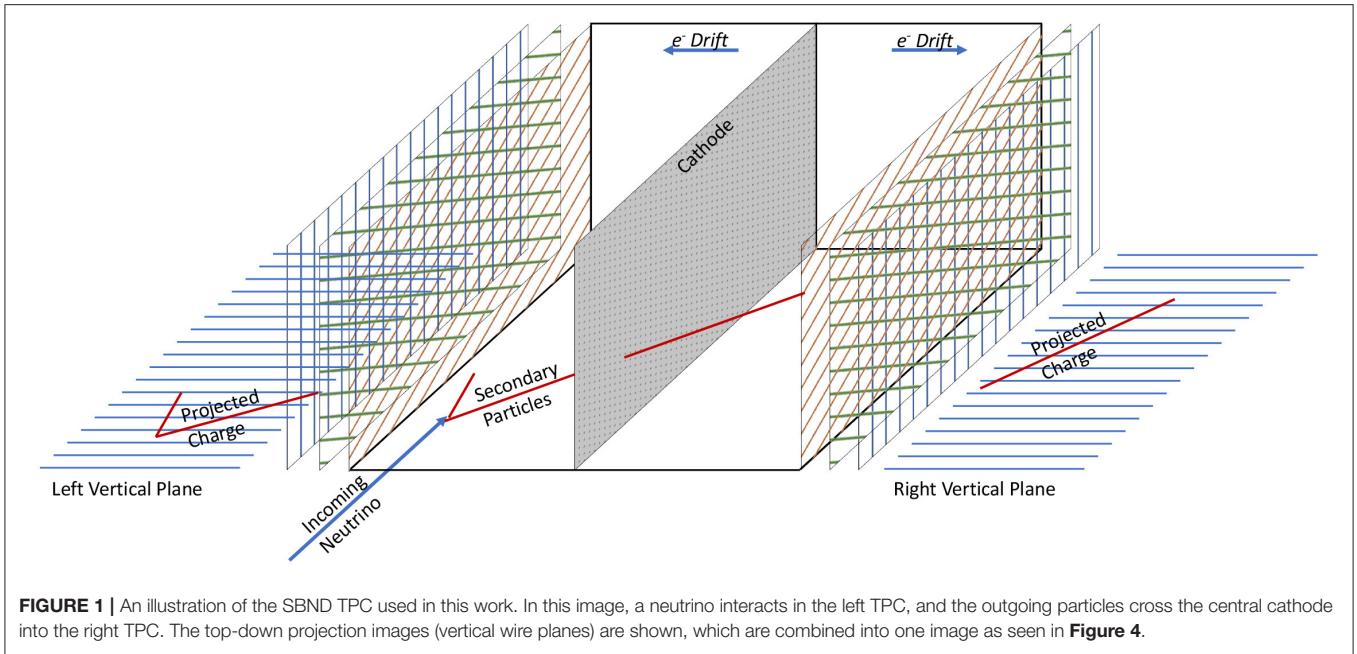 e⁻ Drift
e⁻ Drift
Cathode
Secondary
Particles
Projected
Charge
Projected
Charge
Left Vertical Plane
Right Vertical Plane
Incoming
Neutrino
FIGURE 1 | An illustration of the SBND TPC used in this work. In this image, a neutrino interacts in the left TPC, and the outgoing particles cross the central cathode
into the right TPC. The top-down projection images (vertical wire planes) are shown, which are combined into one image as seen in Figure 4.